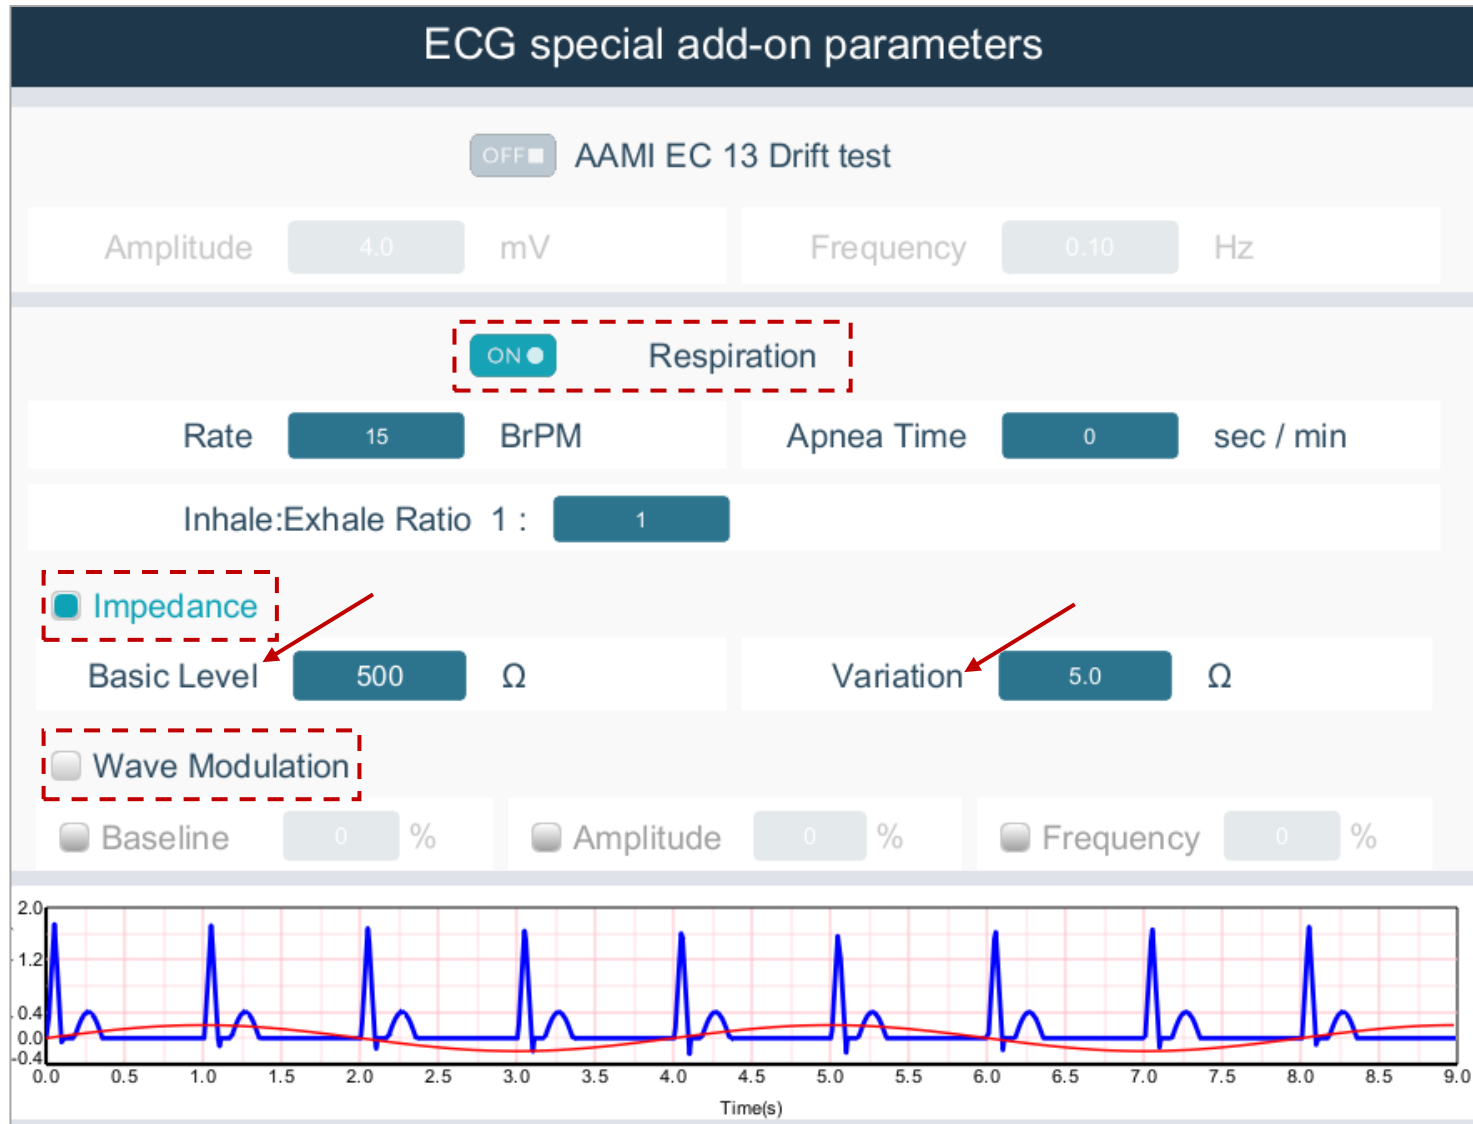 ECG special add-on parameters
OFF AAMI EC 13 Drift test
Amplitude 4.0 mV Frequency 0.10 Hz
ON Respiration
Rate 15 BrPM Apnea Time 0 sec / min
Inhale:Exhale Ratio 1 : 1
Impedance
Basic Level 500 Ω Variation 5.0 Ω
Wave Modulation
Baseline 0 % Amplitude 0 % Frequency 0 %
2.0
1.2
0.4
0.0
-0.4
0.0 0.5 1.0 1.5 2.0 2.5 3.0 3.5 4.0 4.5 5.0 5.5 6.0 6.5 7.0 7.5 8.0 8.5 9.0
Time(s)